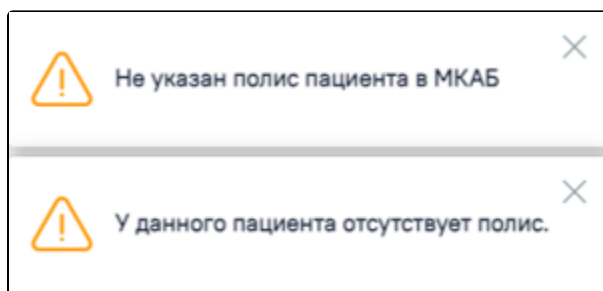 Не указан полис пациента в МКАБ
У данного пациента отсутствует полис.